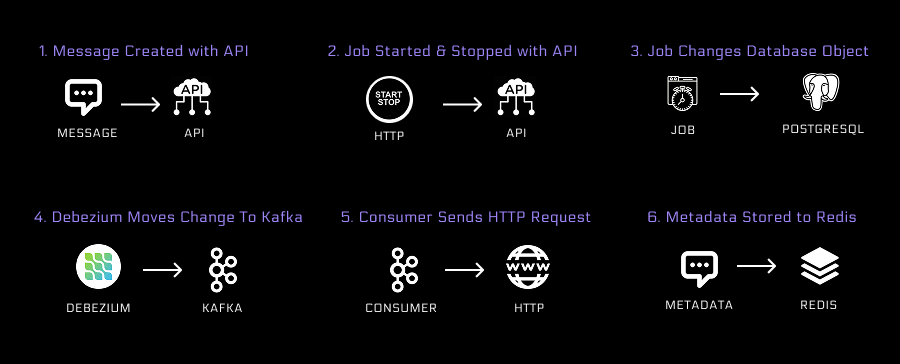 1. Message Created with API
2. Job Started & Stopped with API
3. Job Changes Database Object
API
START
STOP
API
MESSAGE
API
HTTP
API
JOB
POSTGRESQL
4. Debezium Moves Change To Kafka
5. Consumer Sends HTTP Request
6. Metadata Stored to Redis
WWW
DEBEZIUM
KAFKA
CONSUMER
HTTP
METADATA
REDIS